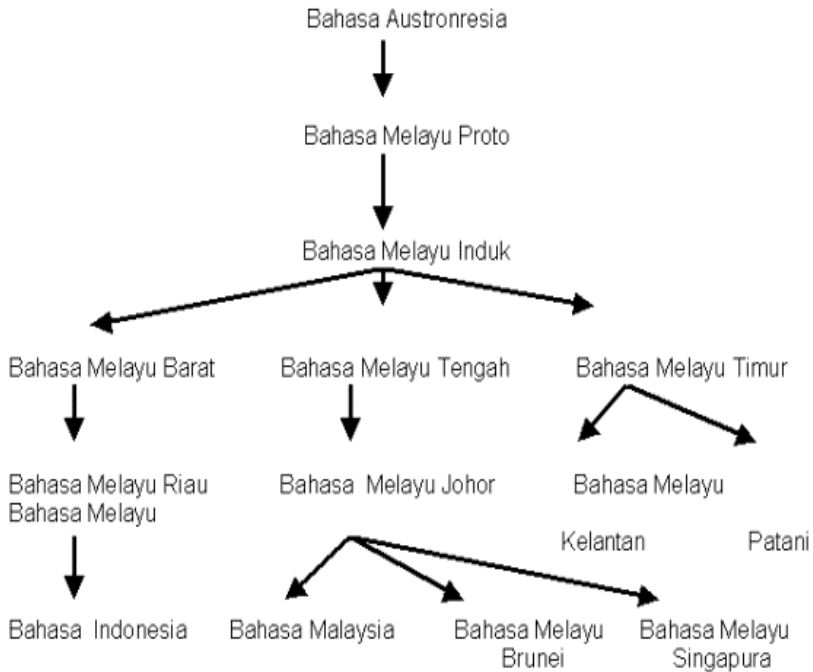 Bahasa Austronresia
Bahasa Melayu Proto
Bahasa Melayu Induk
Bahasa Melayu Barat
Bahasa Melayu Tengah
Bahasa Melayu Timur
Bahasa Melayu Riau
Bahasa Melayu
Bahasa Melayu Johor
Bahasa Melayu
Kelantan
Patani
Bahasa Indonesia
Bahasa Malaysia
Bahasa Melayu
Brunei
Bahasa Melayu
Singapura